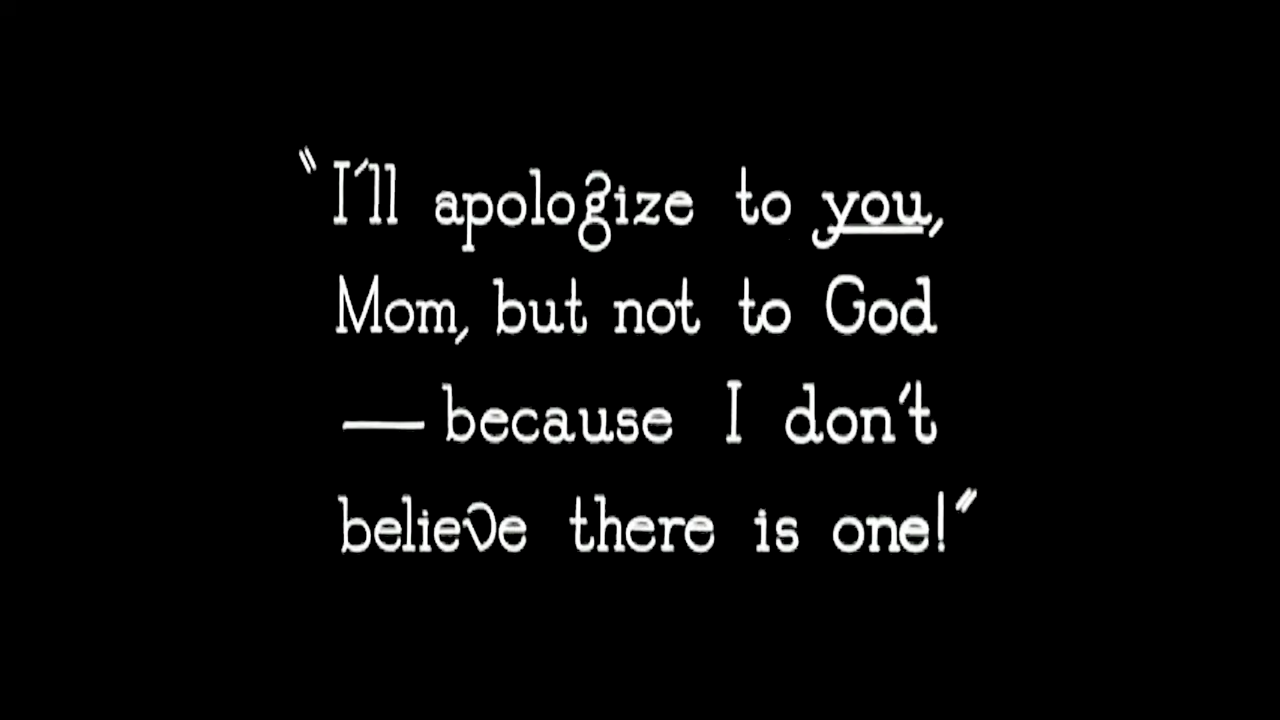 "I'll apologize to you,
Mom, but not to God
— because I don't
believe there is one!"